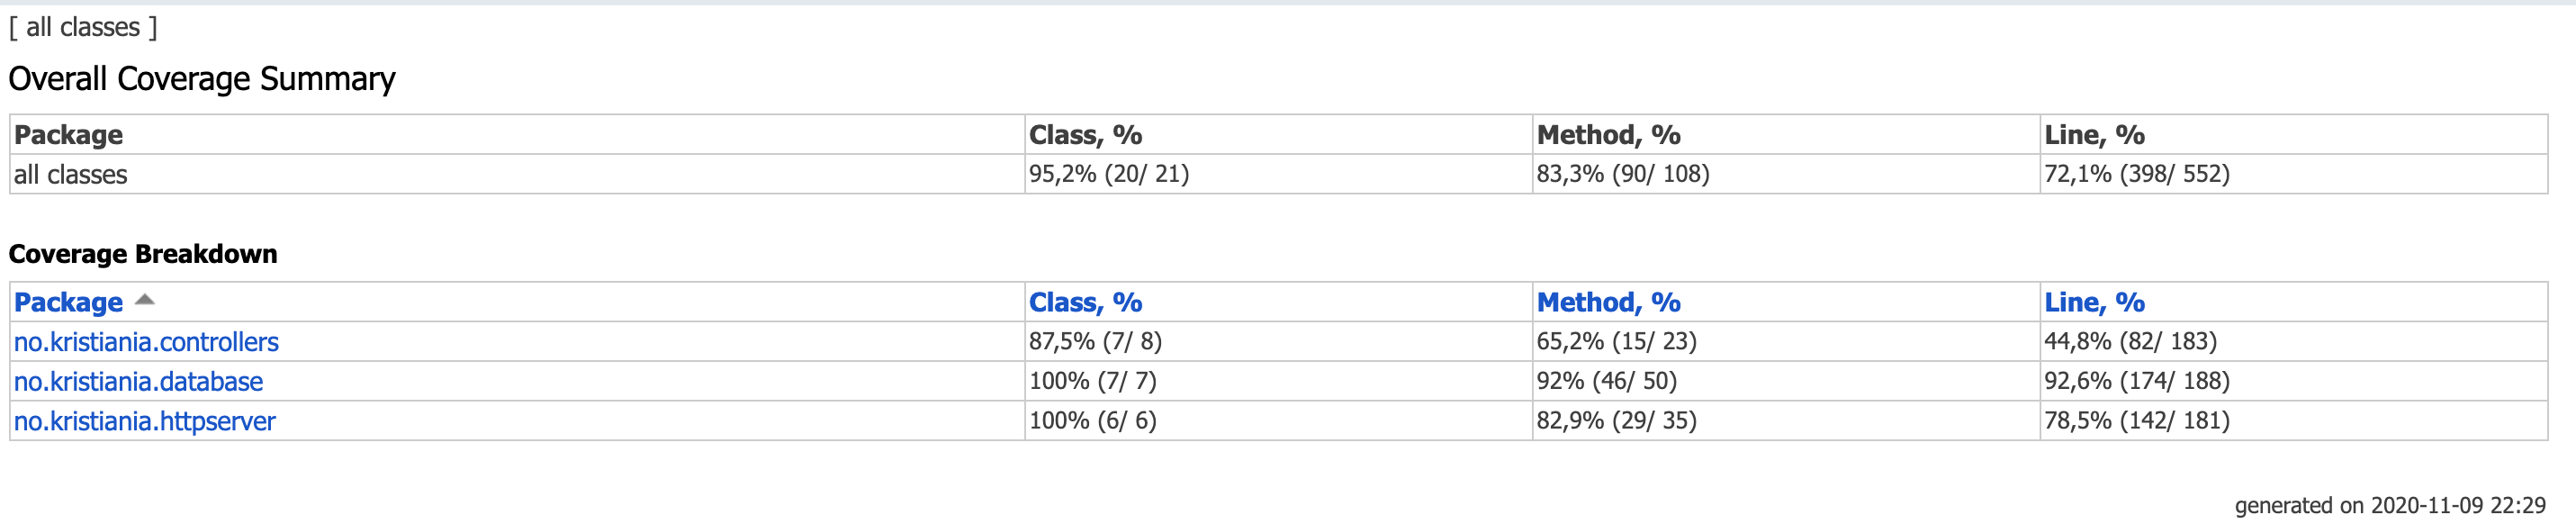 [ all classes ]
Overall Coverage Summary
Package Class, % Method, % Line, %
all classes 95,2% (20/ 21) 83,3% (90/ 108) 72,1% (398/ 552)
Coverage Breakdown
Package Class, % Method, % Line, %
no.kristiania.controllers 87,5% (7/ 8) 65,2% (15/ 23) 44,8% (82/ 183)
no.kristiania.database 100% (7/ 7) 92% (46/ 50) 92,6% (174/ 188)
no.kristiania.httpserver 100% (6/ 6) 82,9% (29/ 35) 78,5% (142/ 181)
generated on 2020-11-09 22:29